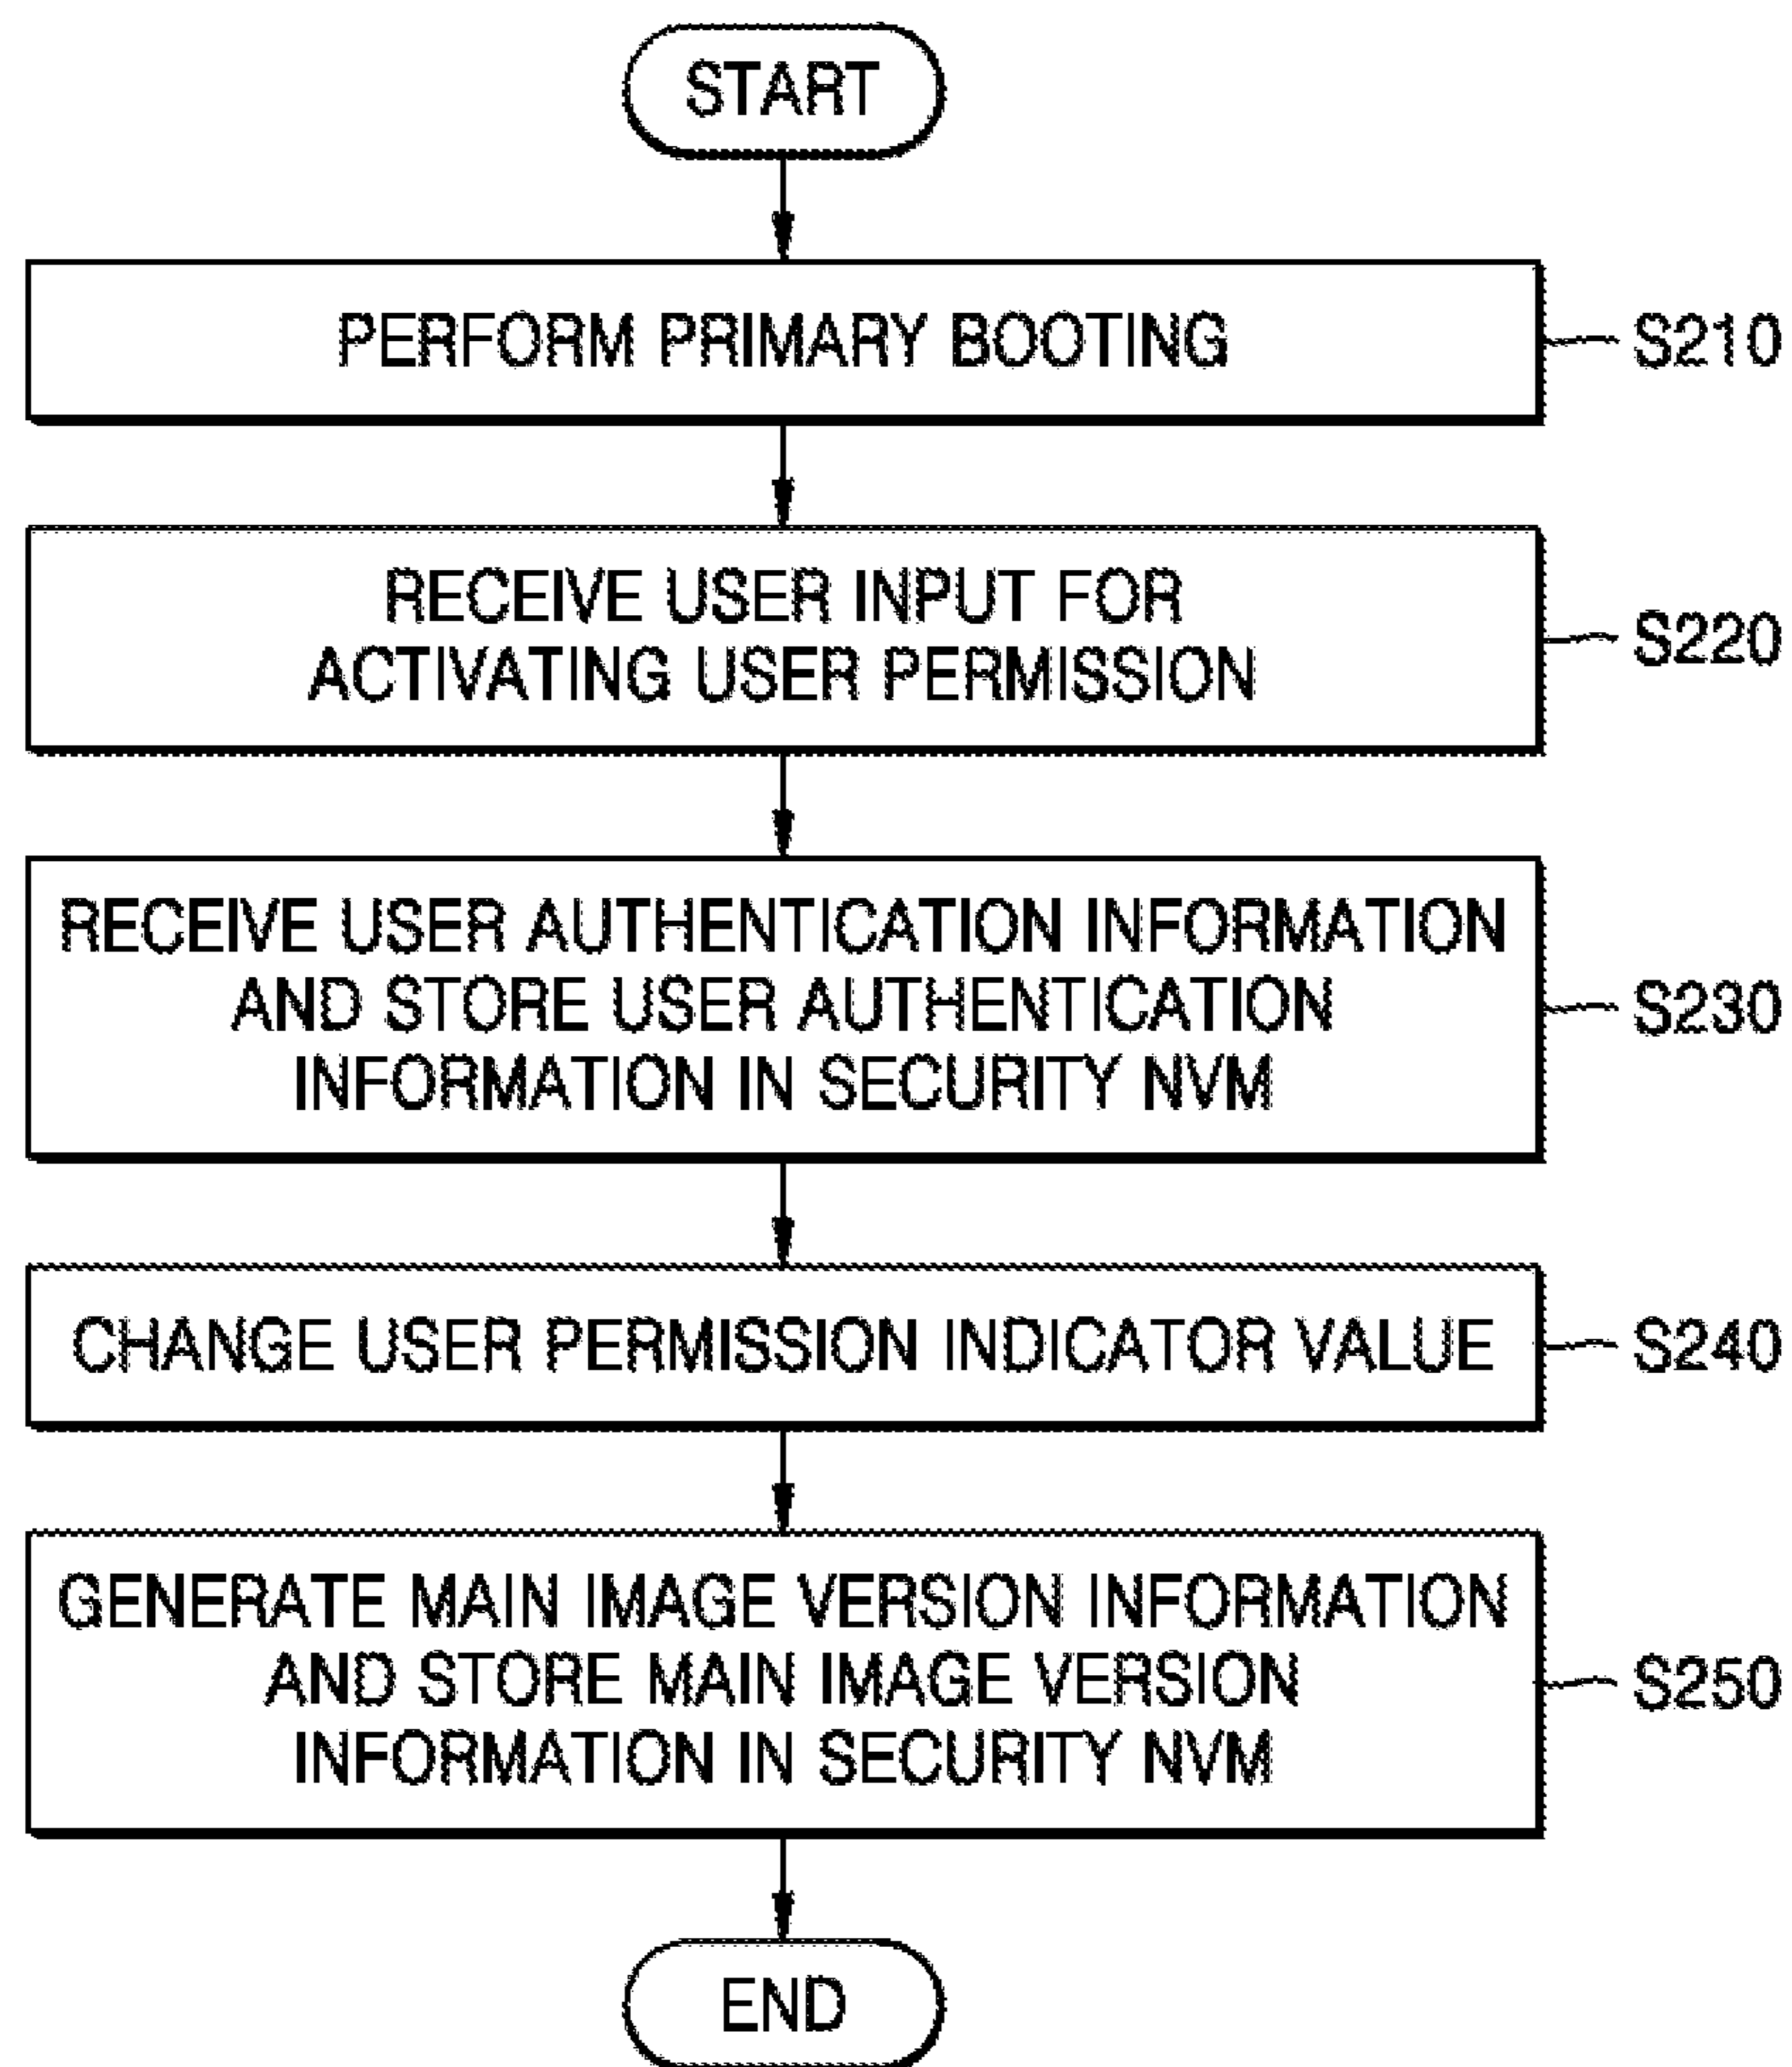 START
PERFORM PRIMARY BOOTING
S210
RECEIVE USER INPUT FOR
ACTIVATING USER PERMISSION
S220
RECEIVE USER AUTHENTICATION INFORMATION
AND STORE USER AUTHENTICATION
INFORMATION IN SECURITY NVM
S230
CHANGE USER PERMISSION INDICATOR VALUE
S240
GENERATE MAIN IMAGE VERSION INFORMATION
AND STORE MAIN IMAGE VERSION
INFORMATION IN SECURITY NVM
S250
END